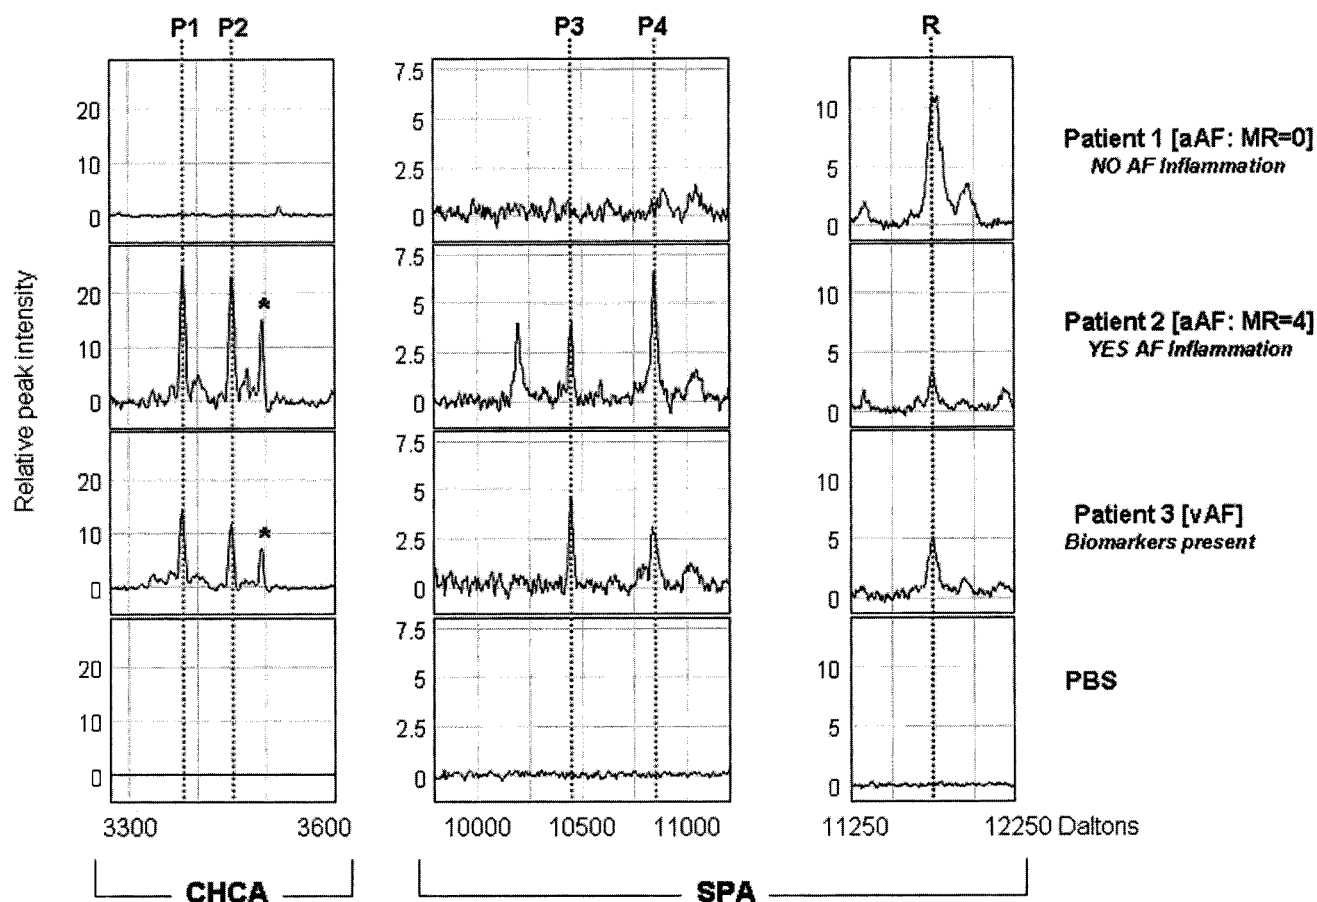 P1 P2 P3 P4 R
20 7.5 10
10 5 5
0 2.5 0
0
Patient 1 [aAF: MR=0]
NO AF Inflammation
20 7.5 10
10 5 5
0 2.5 0
0
* 
Patient 2 [aAF: MR=4]
YES AF Inflammation
Relative peak intensity
20 7.5 10
10 5 5
0 2.5 0
0
*
Patient 3 [vAF]
Biomarkers present
20 7.5 10
10 5 5
0 2.5 0
0
PBS
3300 3600 10000 10500 11000 11250 12250 Daltons
CHCA SPA